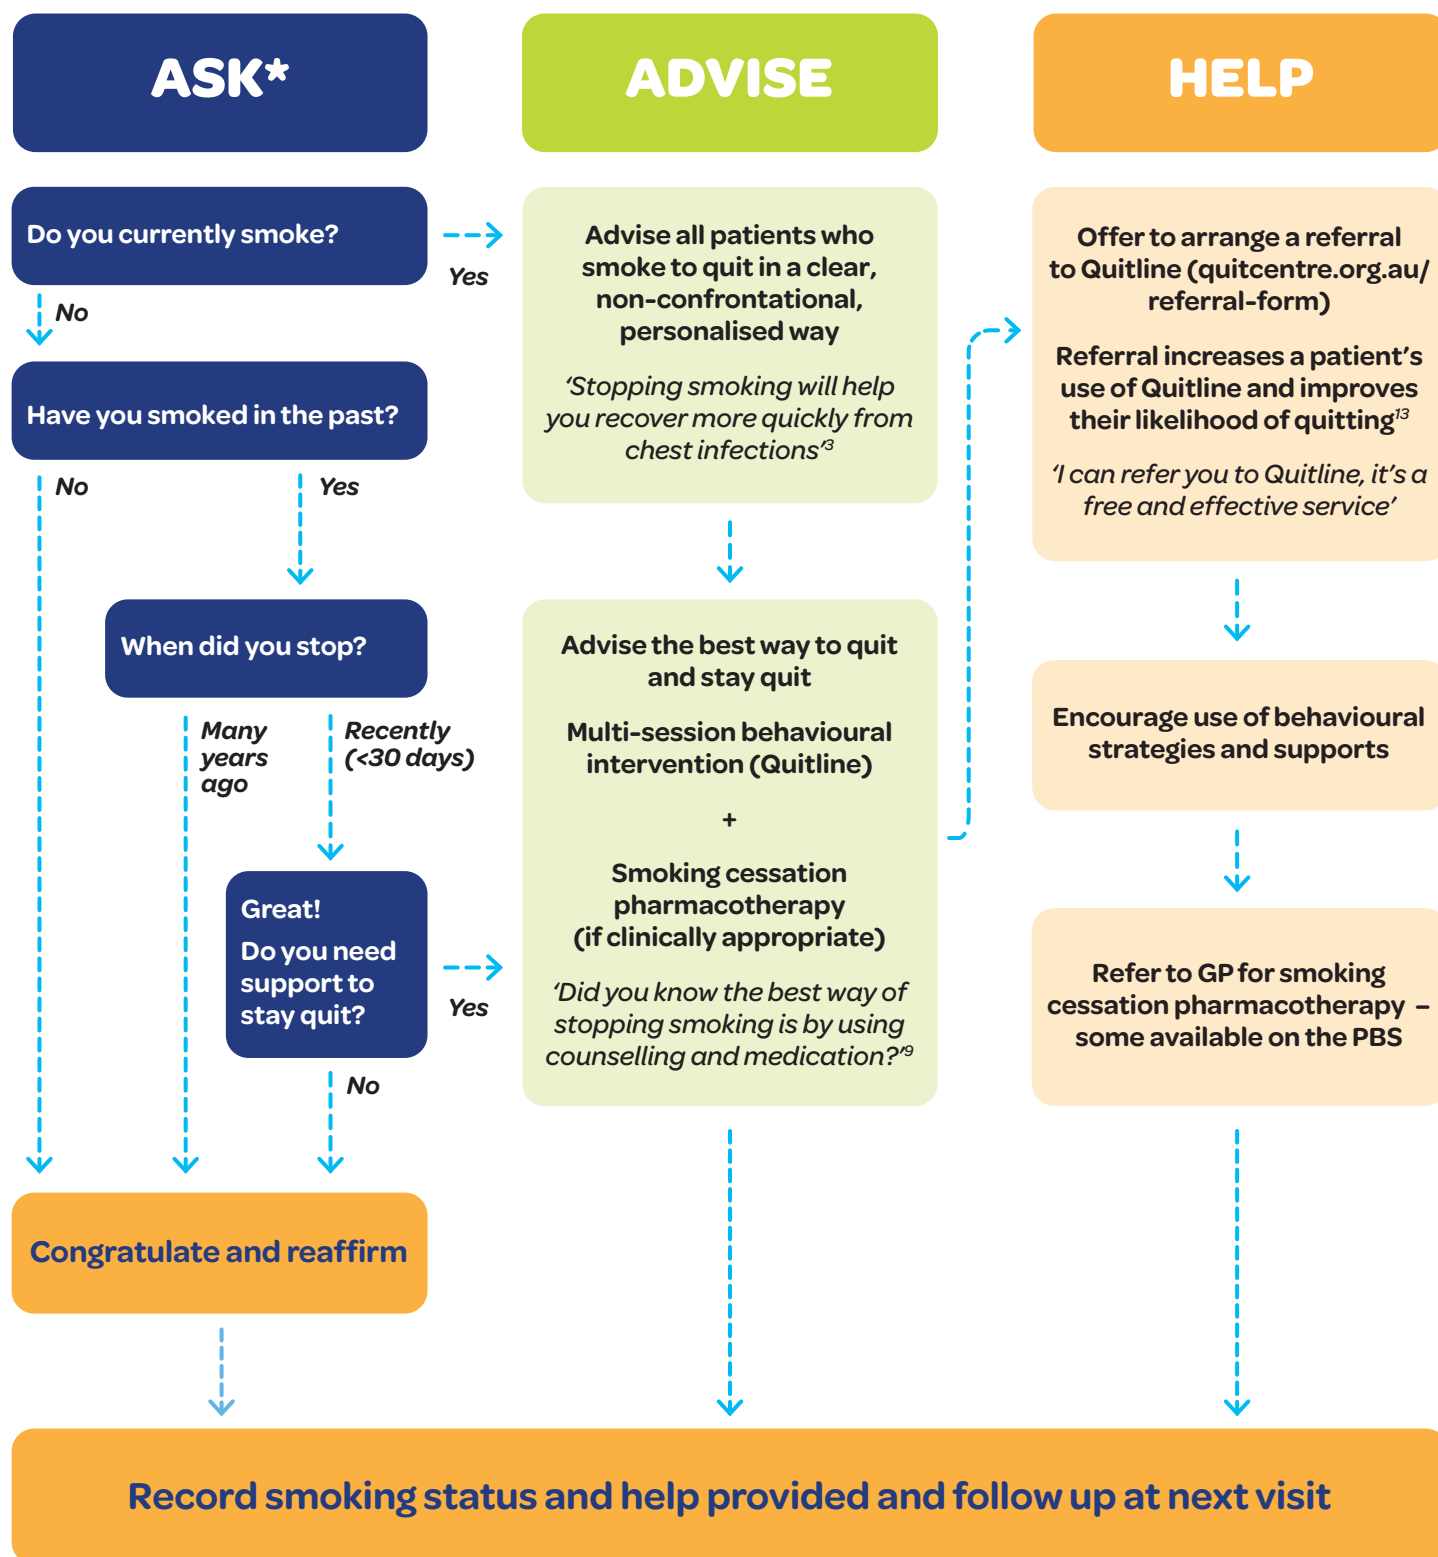 ASK*
Do you currently smoke?
Yes
No
Have you smoked in the past?
No
Yes
When did you stop?
Many
years
ago
Recently
(<30 days)
Great!
Do you need
support to
stay quit?
Yes
No
Congratulate and reaffirm
ADVISE
Advise all patients who
smoke to quit in a clear,
non-confrontational,
personalised way
‘Stopping smoking will help
you recover more quickly from
chest infections’3
Advise the best way to quit
and stay quit
Multi-session behavioural
intervention (Quitline)
+
Smoking cessation
pharmacotherapy
(if clinically appropriate)
‘Did you know the best way of
stopping smoking is by using
counselling and medication?’9
HELP
Offer to arrange a referral
to Quitline (quitcentre.org.au/
referral-form)
Referral increases a patient’s
use of Quitline and improves
their likelihood of quitting13
‘I can refer you to Quitline, it’s a
free and effective service’
Encourage use of behavioural
strategies and supports
Refer to GP for smoking
cessation pharmacotherapy –
some available on the PBS
Record smoking status and help provided and follow up at next visit